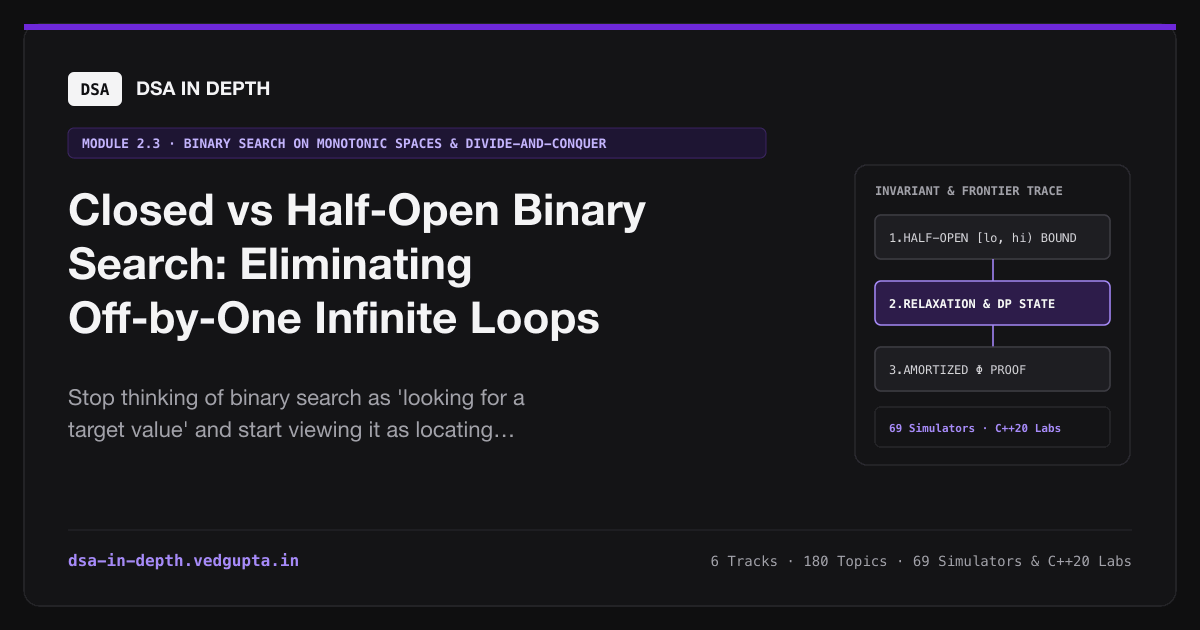 DSA
DSA IN DEPTH
MODULE 2.3 · BINARY SEARCH ON MONOTONIC SPACES & DIVIDE–AND–CONQUER
Closed vs Half-Open Binary
Search: Eliminating
Off-by-One Infinite Loops
Stop thinking of binary search as 'looking for a
target value' and start viewing it as locating…
INVARIANT & FRONTIER TRACE
1.HALF–OPEN [lo, hi) BOUND
2.RELAXATION & DP STATE
3.AMORTIZED Φ PROOF
69 Simulators · C++20 Labs
dsa–in–depth.vedgupta.in
6 Tracks · 180 Topics · 69 Simulators & C++20 Labs